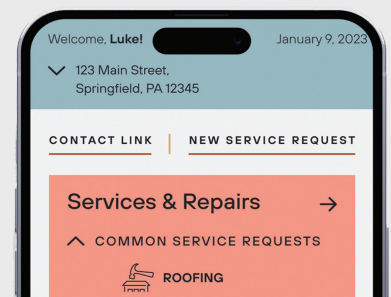 Welcome, Luke!
January 9, 2023
123 Main Street,
Springfield, PA 12345
CONTACT LINK
NEW SERVICE REQUEST
Services & Repairs
COMMON SERVICE REQUESTS
ROOFING